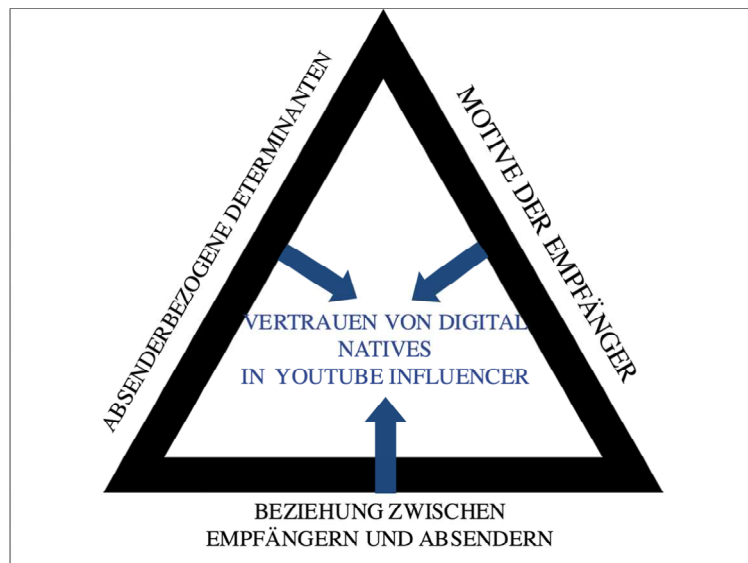 ABSENDERBEZOGENE DETERMINANTEN
MOTIVE DER EMPFÄNGER
VERTRAUEN VON DIGITAL
NATIVES
IN YOUTUBE INFLUENCER
BEZIEHUNG ZWISCHEN
EMPFÄNGERN UND ABSENDERN